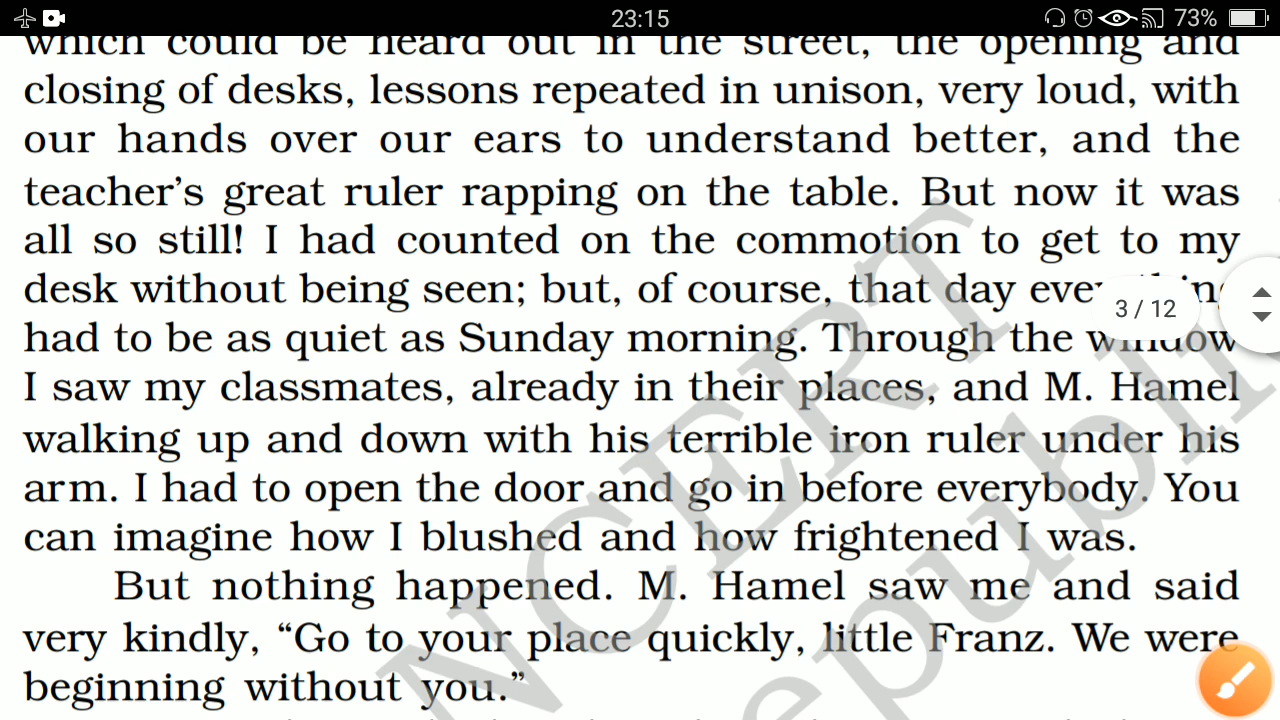 23:15
73%
which could be heard out in the street, the opening and
closing of desks, lessons repeated in unison, very loud, with
our hands over our ears to understand better, and the
teacher's great ruler rapping on the table. But now it was
all so still! I had counted on the commotion to get to my
desk without being seen; but, of course, that day
3 / 12
had to be as quiet as Sunday morning. Through the window
I saw my classmates, already in their places, and M. Hamel
walking up and down with his terrible iron ruler under his
arm. I had to open the door and go in before everybody. You
can imagine how I blushed and how frightened I was.
But nothing happened. M. Hamel saw me and said
very kindly, “Go to your place quickly, little Franz. We were
beginning without you.”
NCERT